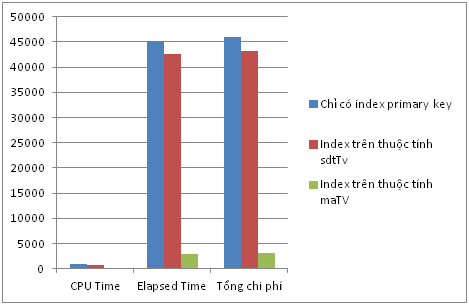 50000
45000
40000
35000
30000
25000
20000
15000
10000
5000
0
CPU Time
Elapsed Time
Tổng chi phí
Chỉ có index primary key
Index trên thuộc tính
sdtTv
Index trên thuộc tính
maTV